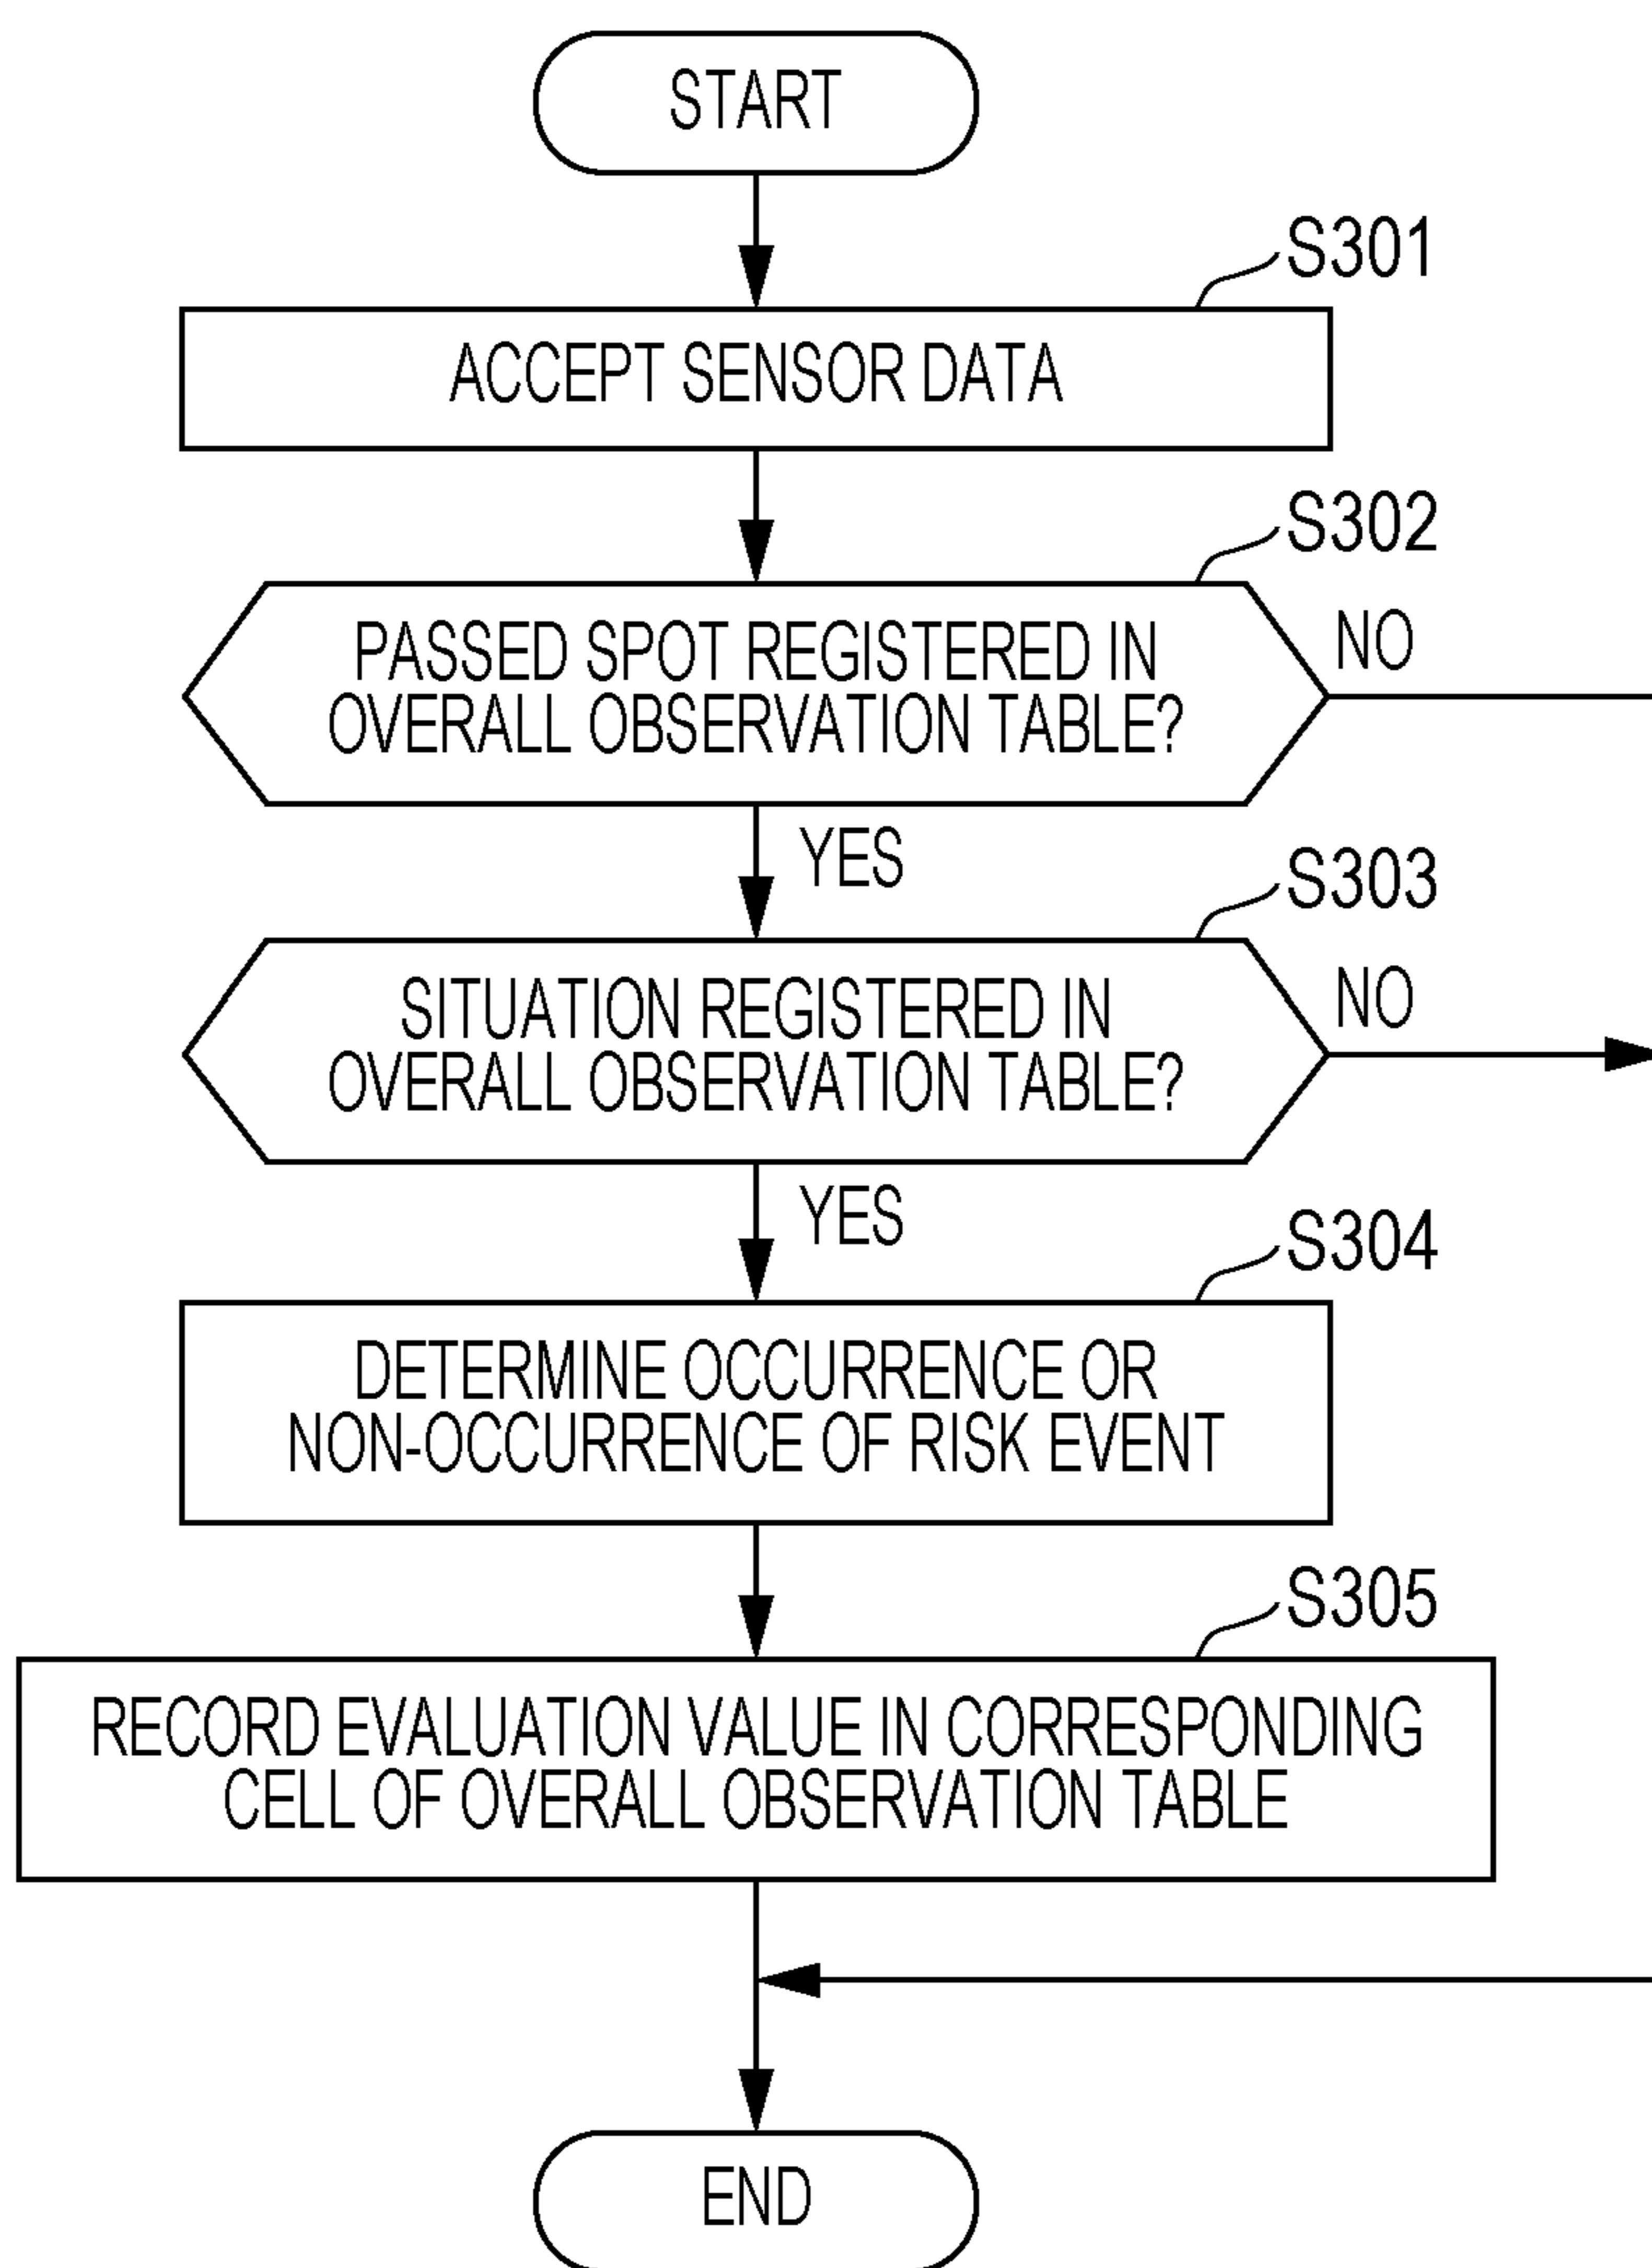 START
S301
ACCEPT SENSOR DATA
S302
PASSED SPOT REGISTERED IN
OVERALL OBSERVATION TABLE?
NO
YES
S303
SITUATION REGISTERED IN
OVERALL OBSERVATION TABLE?
NO
YES
S304
DETERMINE OCCURRENCE OR
NON-OCCURRENCE OF RISK EVENT
S305
RECORD EVALUATION VALUE IN CORRESPONDING
CELL OF OVERALL OBSERVATION TABLE
END